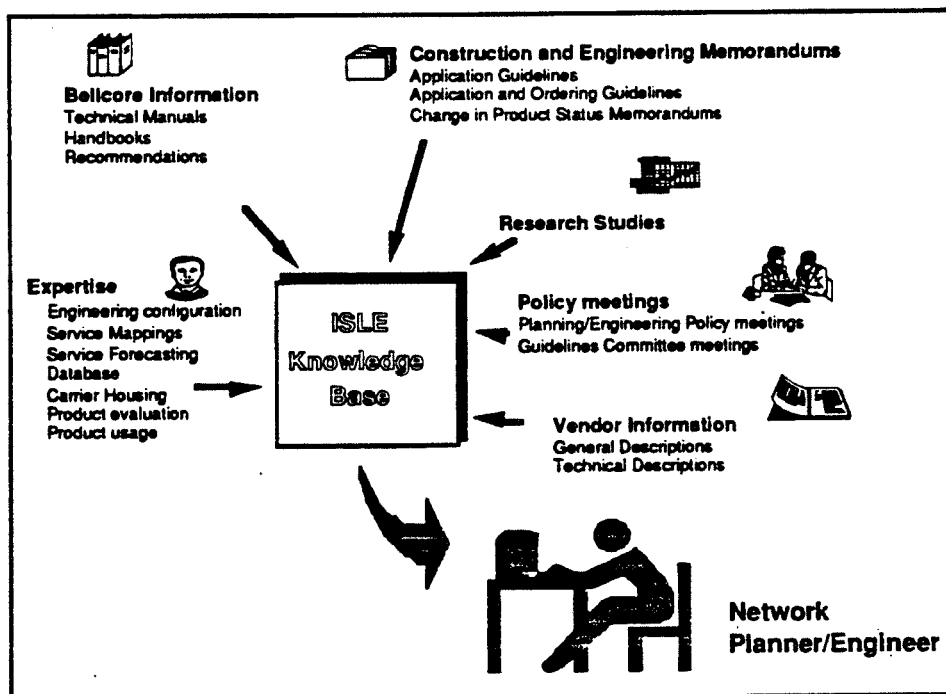 Bellcore Information
Technical Manuals
Handbooks
Recommendations
Construction and Engineering Memorandums
Application Guidelines
Application and Ordering Guidelines
Change in Product Status Memorandums
Research Studies
Expertise
Engineering configuration
Service Mappings
Service Forecasting
Database
Carrier Housing
Product evaluation
Product usage
ISLE
Knowledge
Base
Policy meetings
Planning/Engineering Policy meetings
Guidelines Committee meetings
Vendor Information
General Descriptions
Technical Descriptions
Network
Planner/Engineer